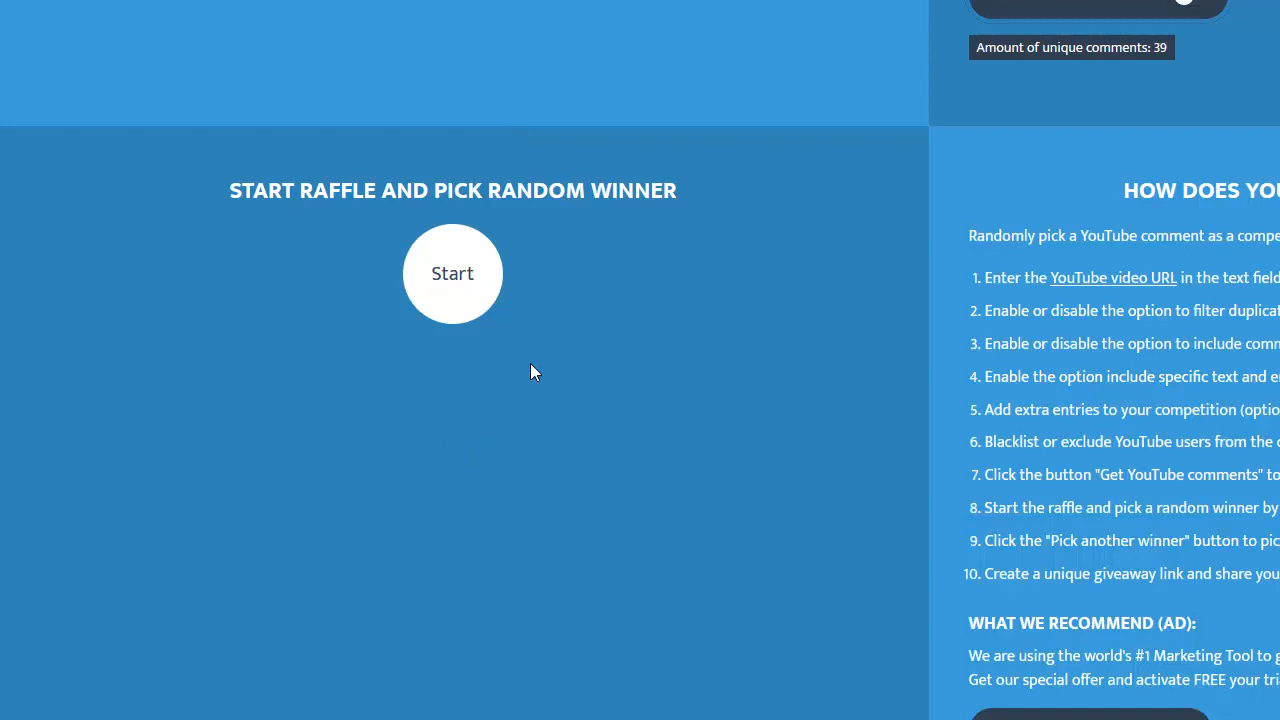 Amount of unique comments: 39
START RAFFLE AND PICK RANDOM WINNER
Start
HOW DOES YOU
Randomly pick a YouTube comment as a compe
1. Enter the YouTube video URL in the text field
2. Enable or disable the option to filter duplicat
3. Enable or disable the option to include comm
4. Enable the option include specific text and e
5. Add extra entries to your competition (optio
6. Blacklist or exclude YouTube users from the c
7. Click the button "Get YouTube comments" to
8. Start the raffle and pick a random winner by
9. Click the "Pick another winner" button to pic
10. Create a unique giveaway link and share you
WHAT WE RECOMMEND (AD):
We are using the world's #1 Marketing Tool to g
Get our special offer and activate FREE your tri